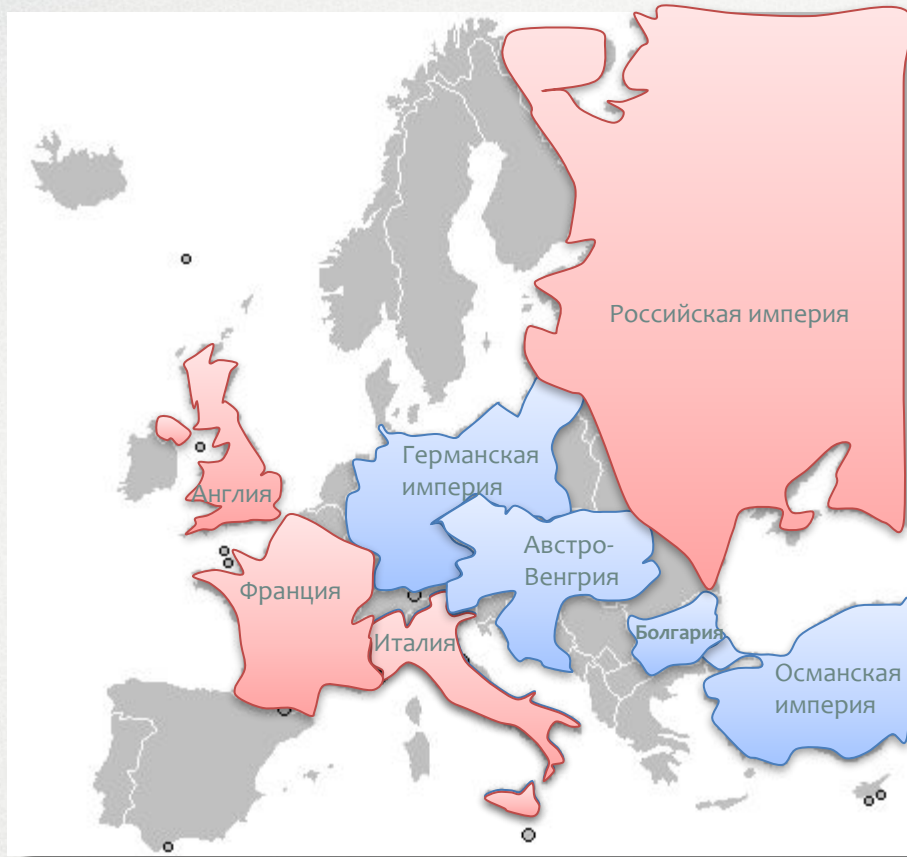 Российская империя
Германская
империя
Англия
Австро-
Венгрия
Франция
Италия
Болгария
Османская
империя